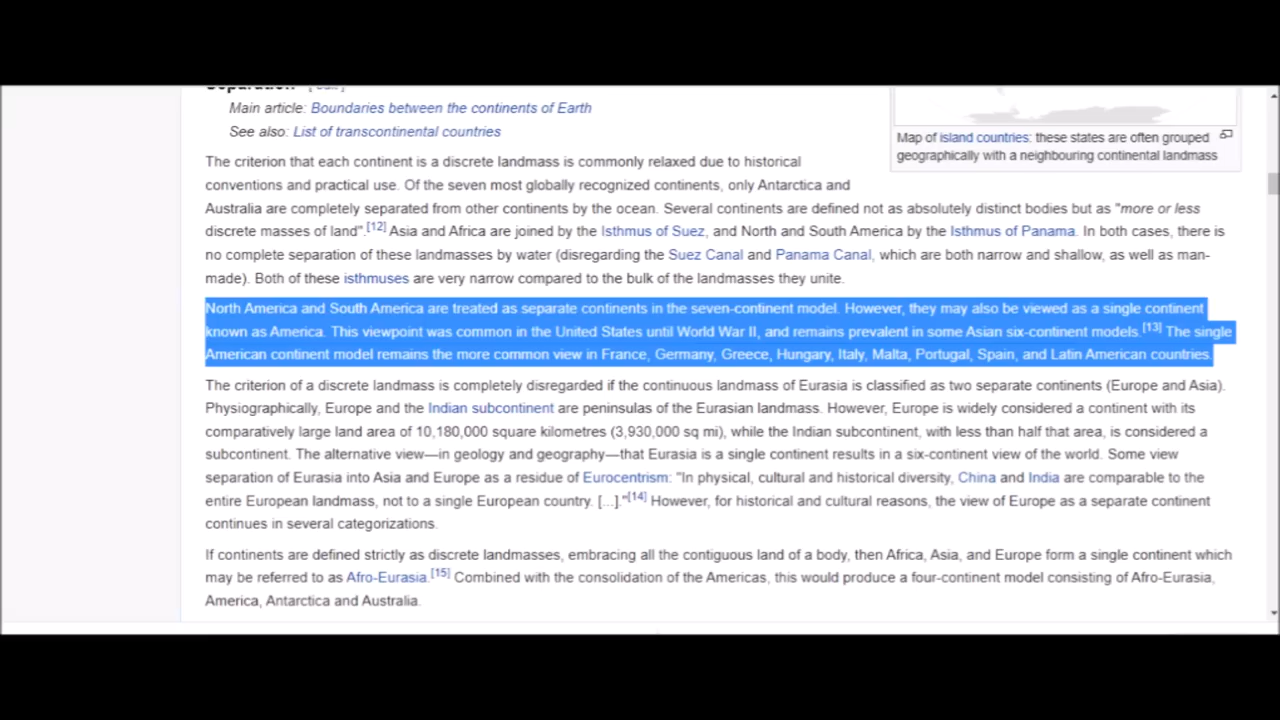 Separation [edit]
Main article: Boundaries between the continents of Earth
See also: List of transcontinental countries
Map of island countries: these states are often grouped
geographically with a neighbouring continental landmass
The criterion that each continent is a discrete landmass is commonly relaxed due to historical
conventions and practical use. Of the seven most globally recognized continents, only Antarctica and
Australia are completely separated from other continents by the ocean. Several continents are defined not as absolutely distinct bodies but as "more or less
discrete masses of land".[12] Asia and Africa are joined by the Isthmus of Suez, and North and South America by the Isthmus of Panama. In both cases, there is
no complete separation of these landmasses by water (disregarding the Suez Canal and Panama Canal, which are both narrow and shallow, as well as man-
made). Both of these isthmuses are very narrow compared to the bulk of the landmasses they unite.
North America and South America are treated as separate continents in the seven-continent model. However, they may also be viewed as a single continent
known as America. This viewpoint was common in the United States until World War II, and remains prevalent in some Asian six-continent models.[13] The single
American continent model remains the more common view in France, Germany, Greece, Hungary, Italy, Malta, Portugal, Spain, and Latin American countries.
The criterion of a discrete landmass is completely disregarded if the continuous landmass of Eurasia is classified as two separate continents (Europe and Asia).
Physiographically, Europe and the Indian subcontinent are peninsulas of the Eurasian landmass. However, Europe is widely considered a continent with its
comparatively large land area of 10,180,000 square kilometres (3,930,000 sq mi), while the Indian subcontinent, with less than half that area, is considered a
subcontinent. The alternative view—in geology and geography—that Eurasia is a single continent results in a six-continent view of the world. Some view
separation of Eurasia into Asia and Europe as a residue of Eurocentrism: "In physical, cultural and historical diversity, China and India are comparable to the
entire European landmass, not to a single European country. [...]."[14] However, for historical and cultural reasons, the view of Europe as a separate continent
continues in several categorizations.
If continents are defined strictly as discrete landmasses, embracing all the contiguous land of a body, then Africa, Asia, and Europe form a single continent which
may be referred to as Afro-Eurasia.[15] Combined with the consolidation of the Americas, this would produce a four-continent model consisting of Afro-Eurasia,
America, Antarctica and Australia.